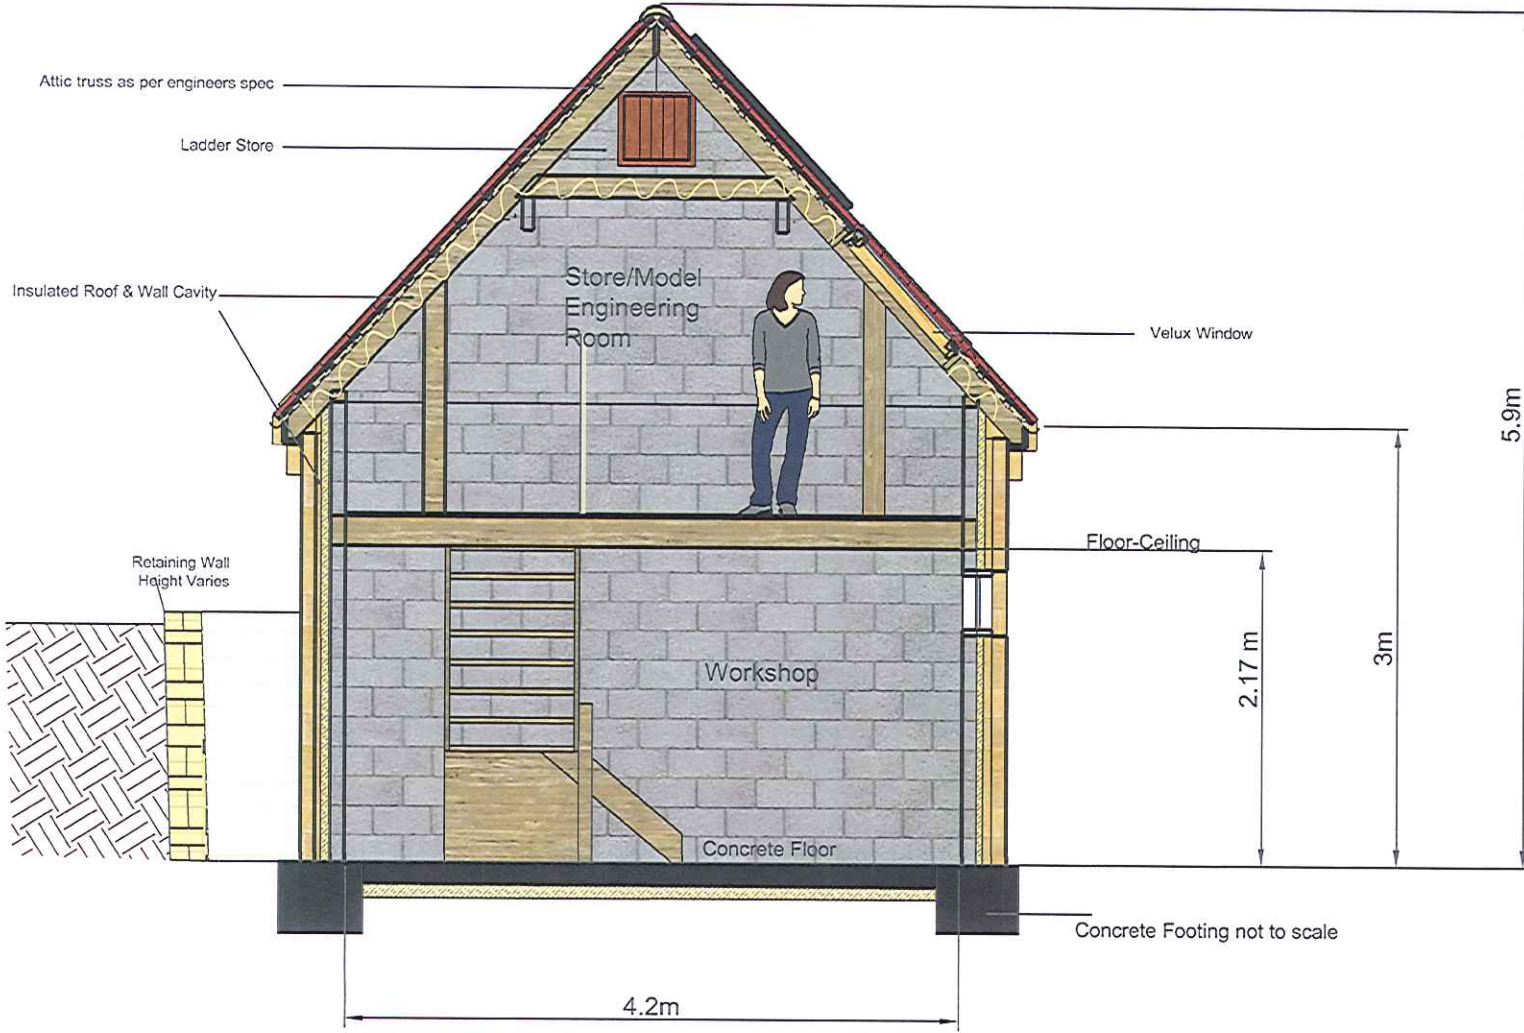 Attic truss as per engineers spec
Ladder Store
Store/Model
Engineering
Room
Insulated Roof & Wall Cavity
Velux Window
5.9m
Floor-Ceiling
Retaining Wall
Height Varies
2.17 m
3m
Workshop
Concrete Floor
Concrete Footing not to scale
4.2m